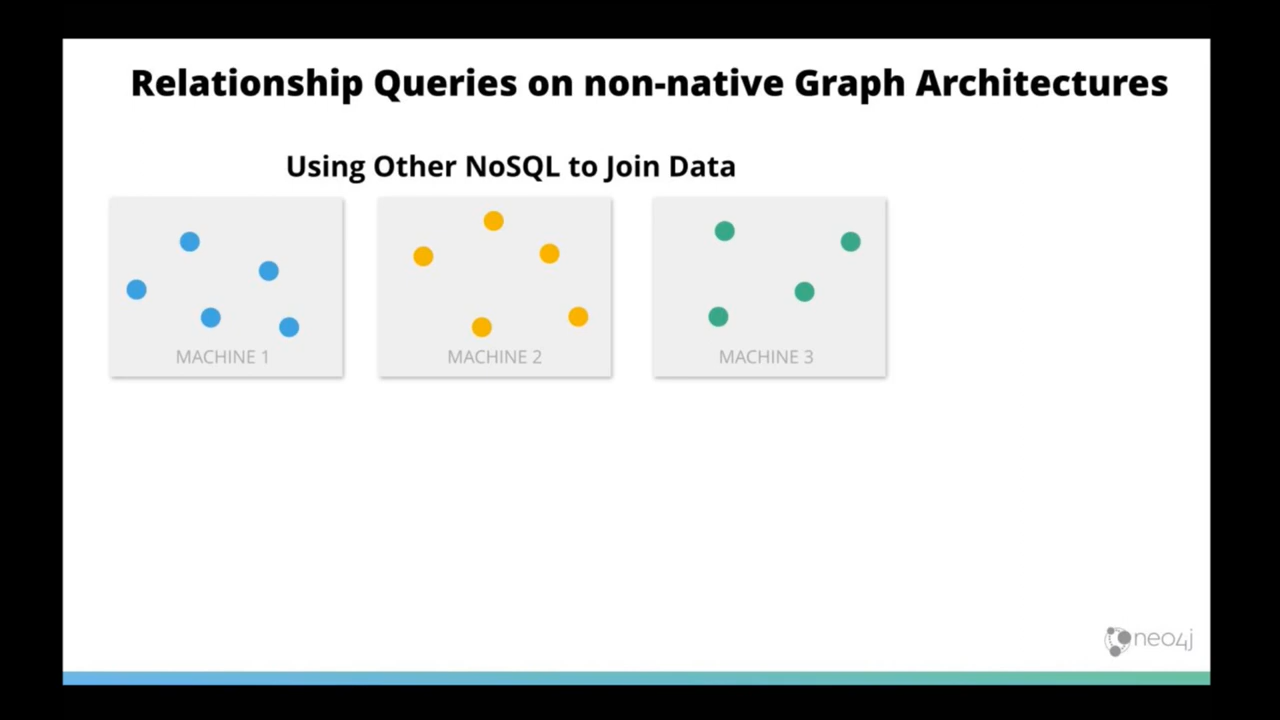 Relationship Queries on non-native Graph Architectures
Using Other NoSQL to Join Data
MACHINE 1
MACHINE 2
MACHINE 3
neo4j